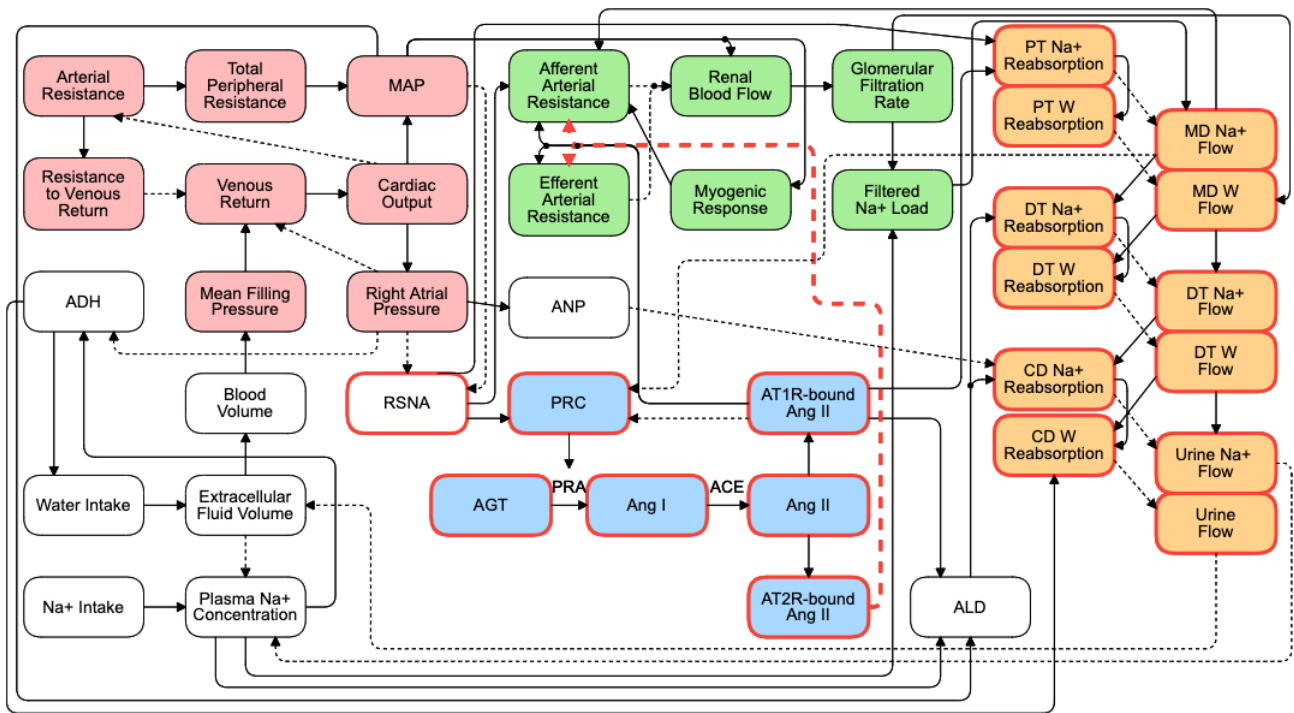 Arterial
Resistance
Total
Peripheral
Resistance
MAP
Afferent
Arterial
Resistance
Renal
Blood Flow
Glomerular
Filtration
Rate
PT Na+
Reabsorption
PT W
Reabsorption
MD Na+
Flow
MD W
Flow
Resistance
to Venous
Return
Venous
Return
Cardiac
Output
Efferent
Arterial
Resistance
Myogenic
Response
Filtered
Na+ Load
DT Na+
Reabsorption
DT W
Reabsorption
DT Na+
Flow
DT W
Flow
ADH
Mean Filling
Pressure
Right Atrial
Pressure
ANP
Blood
Volume
RSNA
PRC
AT1R-bound
Ang II
CD Na+
Reabsorption
CD W
Reabsorption
Urine Na+
Flow
Urine
Flow
Water Intake
Extracellular
Fluid Volume
AGT
PRA
Ang I
ACE
Ang II
Na+ Intake
Plasma Na+
Concentration
AT2R-bound
Ang II
ALD